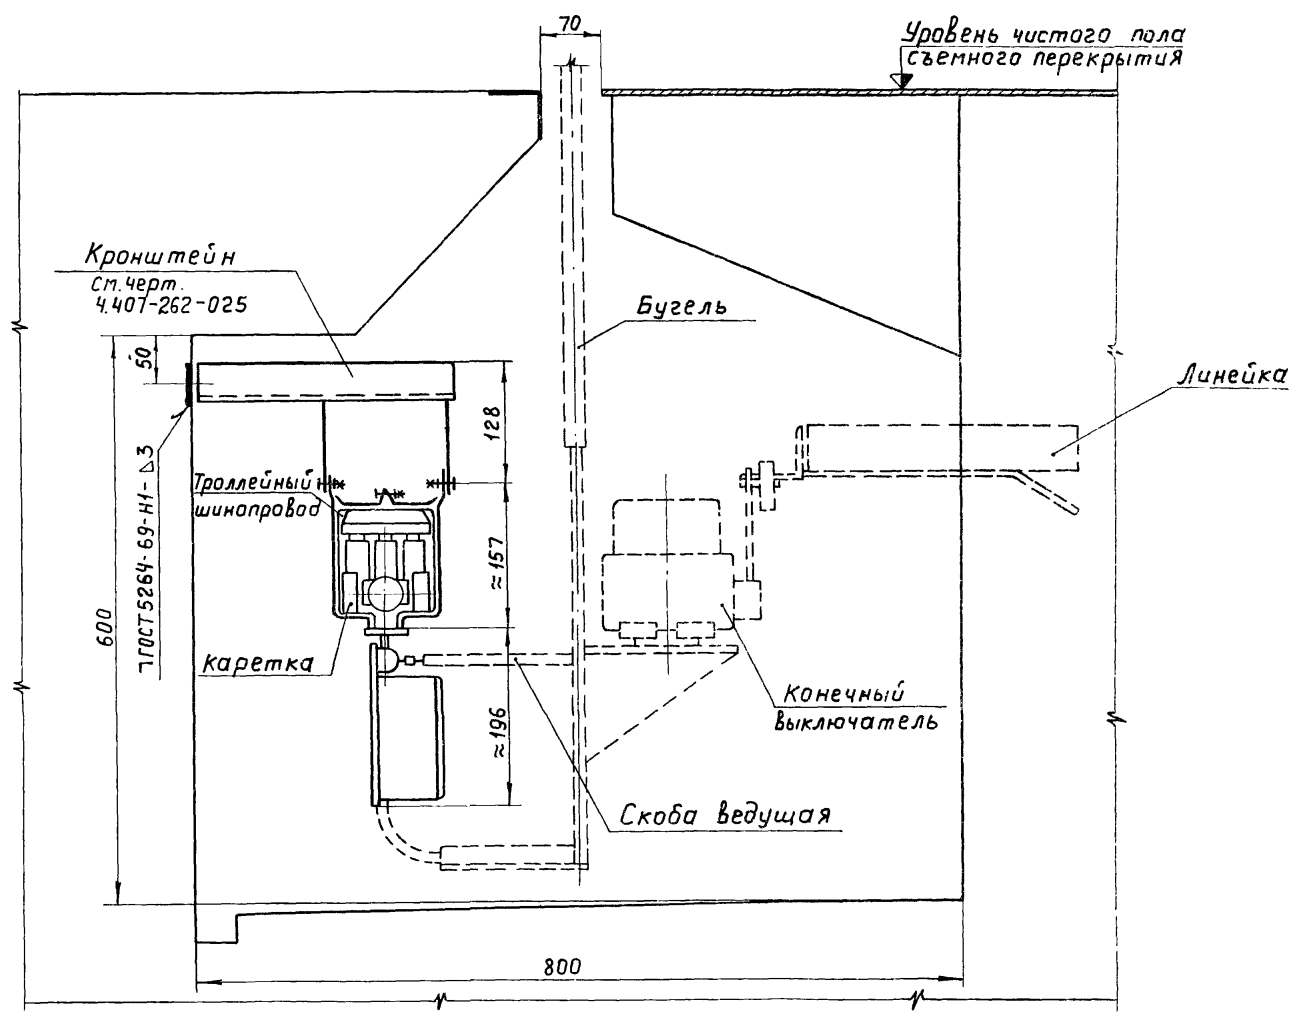 70
Уровень чистого пола
съемного перекрытия
Кронштейн
см. черт.
4.407-262-025
50
Бугель
Линейка
128
Троллейный
шинопровод
ГОСТ 5264-69-Н1-△3
≈157
600
каретка
Конечный
выключатель
≈196
Скоба ведущая
800